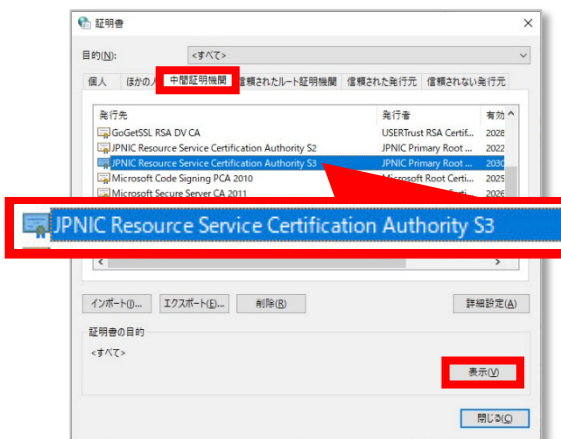 証明書
目的(N): <すべて>
個人 ほかの人 中間証明機関 信頼されたルート証明機関 信頼された発行元 信頼されない発行元
発行先 発行者 有効
GoGetSSL RSA DV CA USERTrust RSA Certif... 2028
JPNIC Resource Service Certification Authority S2 JPNIC Primary Root ... 2022
JPNIC Resource Service Certification Authority S3 JPNIC Primary Root ... 2030
Microsoft Code Signing PCA 2010 Microsoft Root Certi... 2025
Microsoft Secure Server CA 2011 2026
JPNIC Resource Service Certification Authority S3
インポート(I)... エクスポート(E)... 削除(R) 詳細設定(A)
証明書の目的
<すべて>
表示(V)
閉じる(C)